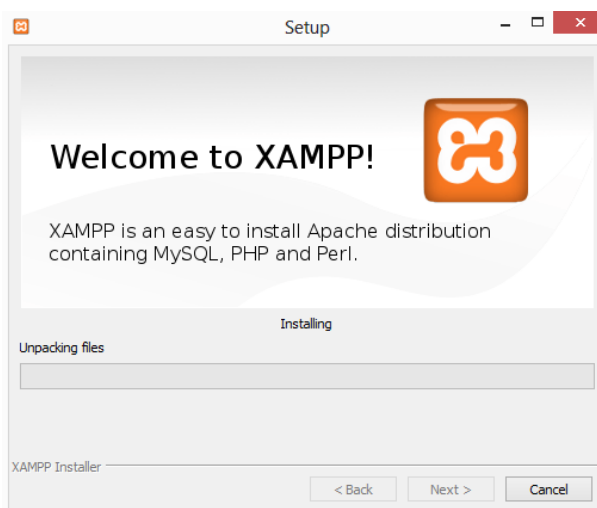 Setup
Welcome to XAMPP!
XAMPP is an easy to install Apache distribution
containing MySQL, PHP and Perl.
Installing
Unpacking files
XAMPP Installer
< Back Next > Cancel